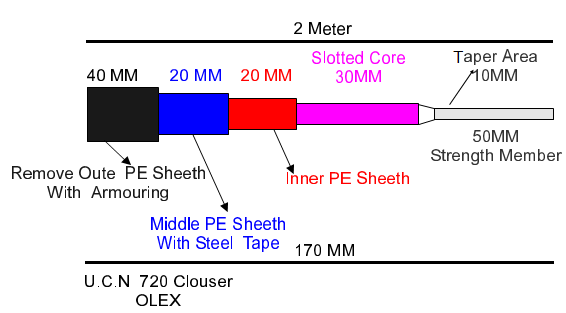 2 Meter
40 MM
20 MM
20 MM
Slotted Core
30MM
Taper Area
10MM
50MM
Strength Member
Remove Oute PE Sheeth
With Armouring
Inner PE Sheeth
Middle PE Sheeth
With Steel Tape
170 MM
U.C.N 720 Clouser
OLEX